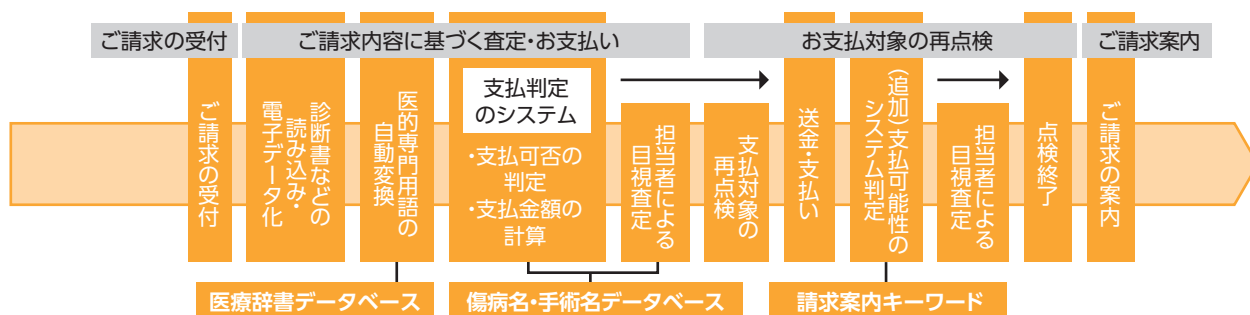 ご請求の受付
ご請求内容に基づく査定・お支払い
お支払対象の再点検
ご請求案内
ご請求の受付
診断書などの
読み込み・
電子データ化
医的専門用語の
自動変換
支払判定
のシステム
・支払可否の
判定
・支払金額の
計算
担当者による
目視査定
支払対象の
再点検
送金・支払い
（追加）支払可能性の
システム判定
担当者による
目視査定
点検終了
ご請求の案内
医療辞書データベース
傷病名・手術名データベース
請求案内キーワード